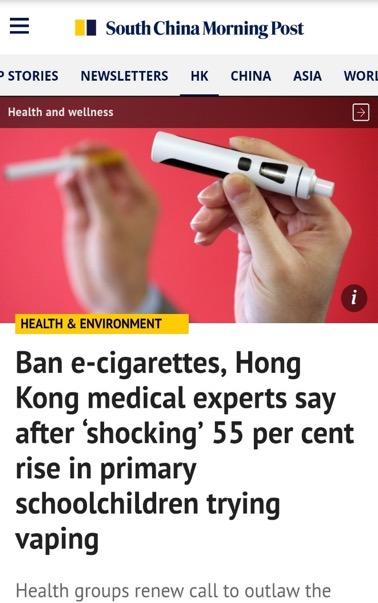 South China Morning Post
P STORIES NEWSLETTERS HK CHINA ASIA WORL
Health and wellness
i
HEALTH & ENVIRONMENT
Ban e-cigarettes, Hong
Kong medical experts say
after ‘shocking’ 55 per cent
rise in primary
schoolchildren trying
vaping
Health groups renew call to outlaw the